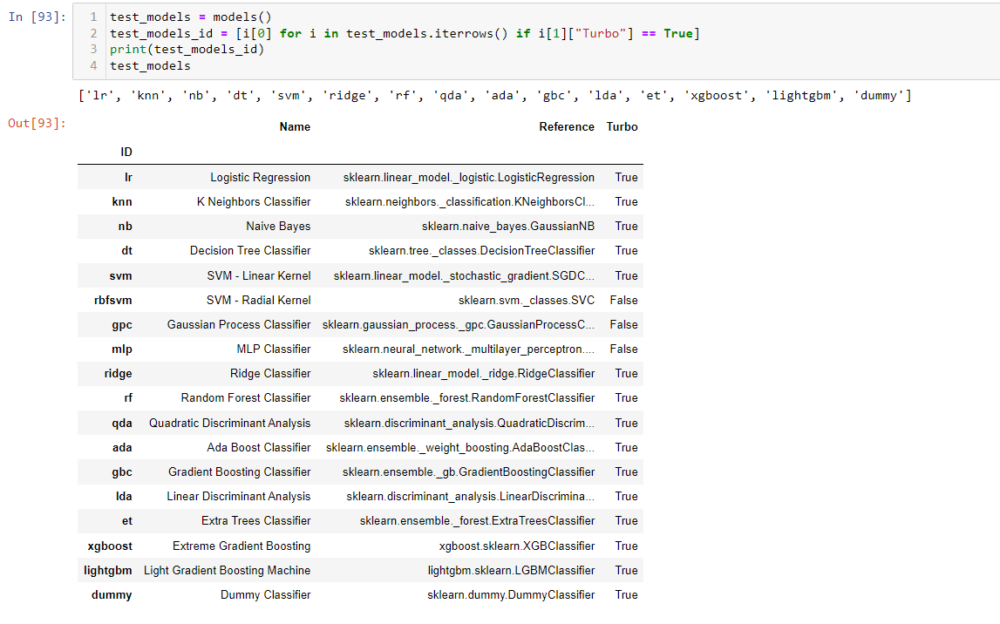 In [93]:
1 test_models = models()
2 test_models_id = [i[0] for i in test_models.iterrows() if i[1]["Turbo"] == True]
3 print(test_models_id)
4 test_models
['lr', 'knn', 'nb', 'dt', 'svm', 'ridge', 'rf', 'qda', 'ada', 'gbc', 'lda', 'et', 'xgboost', 'lightgbm', 'dummy']
Out[93]:
Name Reference Turbo
ID
lr Logistic Regression sklearn.linear_model._logistic.LogisticRegression True
knn K Neighbors Classifier sklearn.neighbors._classification.KNeighborsCl... True
nb Naive Bayes sklearn.naive_bayes.GaussianNB True
dt Decision Tree Classifier sklearn.tree._classes.DecisionTreeClassifier True
svm SVM - Linear Kernel sklearn.linear_model._stochastic_gradient.SGDC... True
rbfsvm SVM - Radial Kernel sklearn.svm._classes.SVC False
gpc Gaussian Process Classifier sklearn.gaussian_process._gpc.GaussianProcessC... False
mlp MLP Classifier sklearn.neural_network._multilayer_perceptron.... False
ridge Ridge Classifier sklearn.linear_model._ridge.RidgeClassifier True
rf Random Forest Classifier sklearn.ensemble._forest.RandomForestClassifier True
qda Quadratic Discriminant Analysis sklearn.discriminant_analysis.QuadraticDiscrim... True
ada Ada Boost Classifier sklearn.ensemble._weight_boosting.AdaBoostClas... True
gbc Gradient Boosting Classifier sklearn.ensemble._gb.GradientBoostingClassifier True
lda Linear Discriminant Analysis sklearn.discriminant_analysis.LinearDiscrimina... True
et Extra Trees Classifier sklearn.ensemble._forest.ExtraTreesClassifier True
xgboost Extreme Gradient Boosting xgboost.sklearn.XGBClassifier True
lightgbm Light Gradient Boosting Machine lightgbm.sklearn.LGBMClassifier True
dummy Dummy Classifier sklearn.dummy.DummyClassifier True